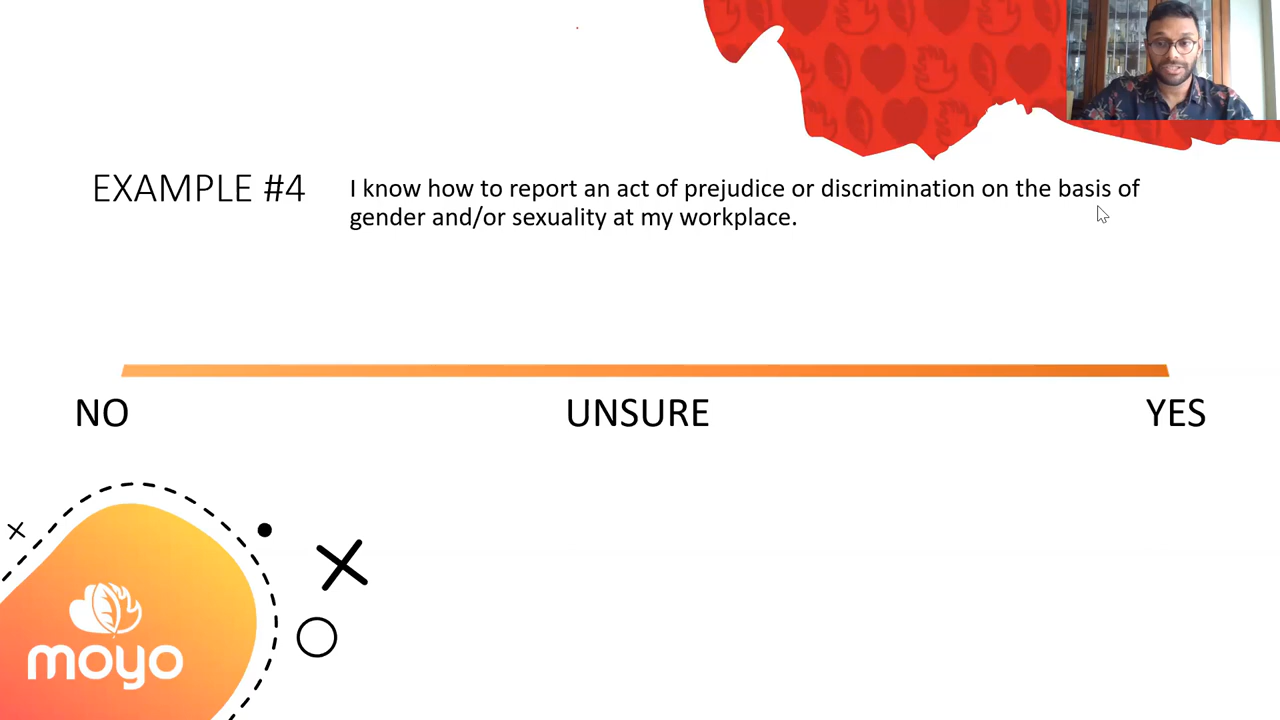 EXAMPLE #4
I know how to report an act of prejudice or discrimination on the basis of
gender and/or sexuality at my workplace.
NO
UNSURE
YES
moyo